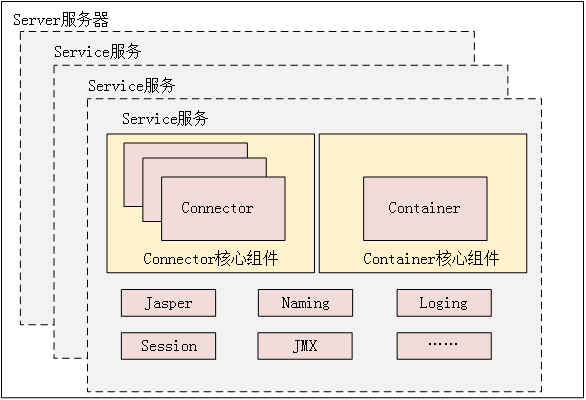 Server服务器
Service服务
Service服务
Service服务
Connector
Container
Connector核心组件
Container核心组件
Jasper
Naming
Loging
Session
JMX
……